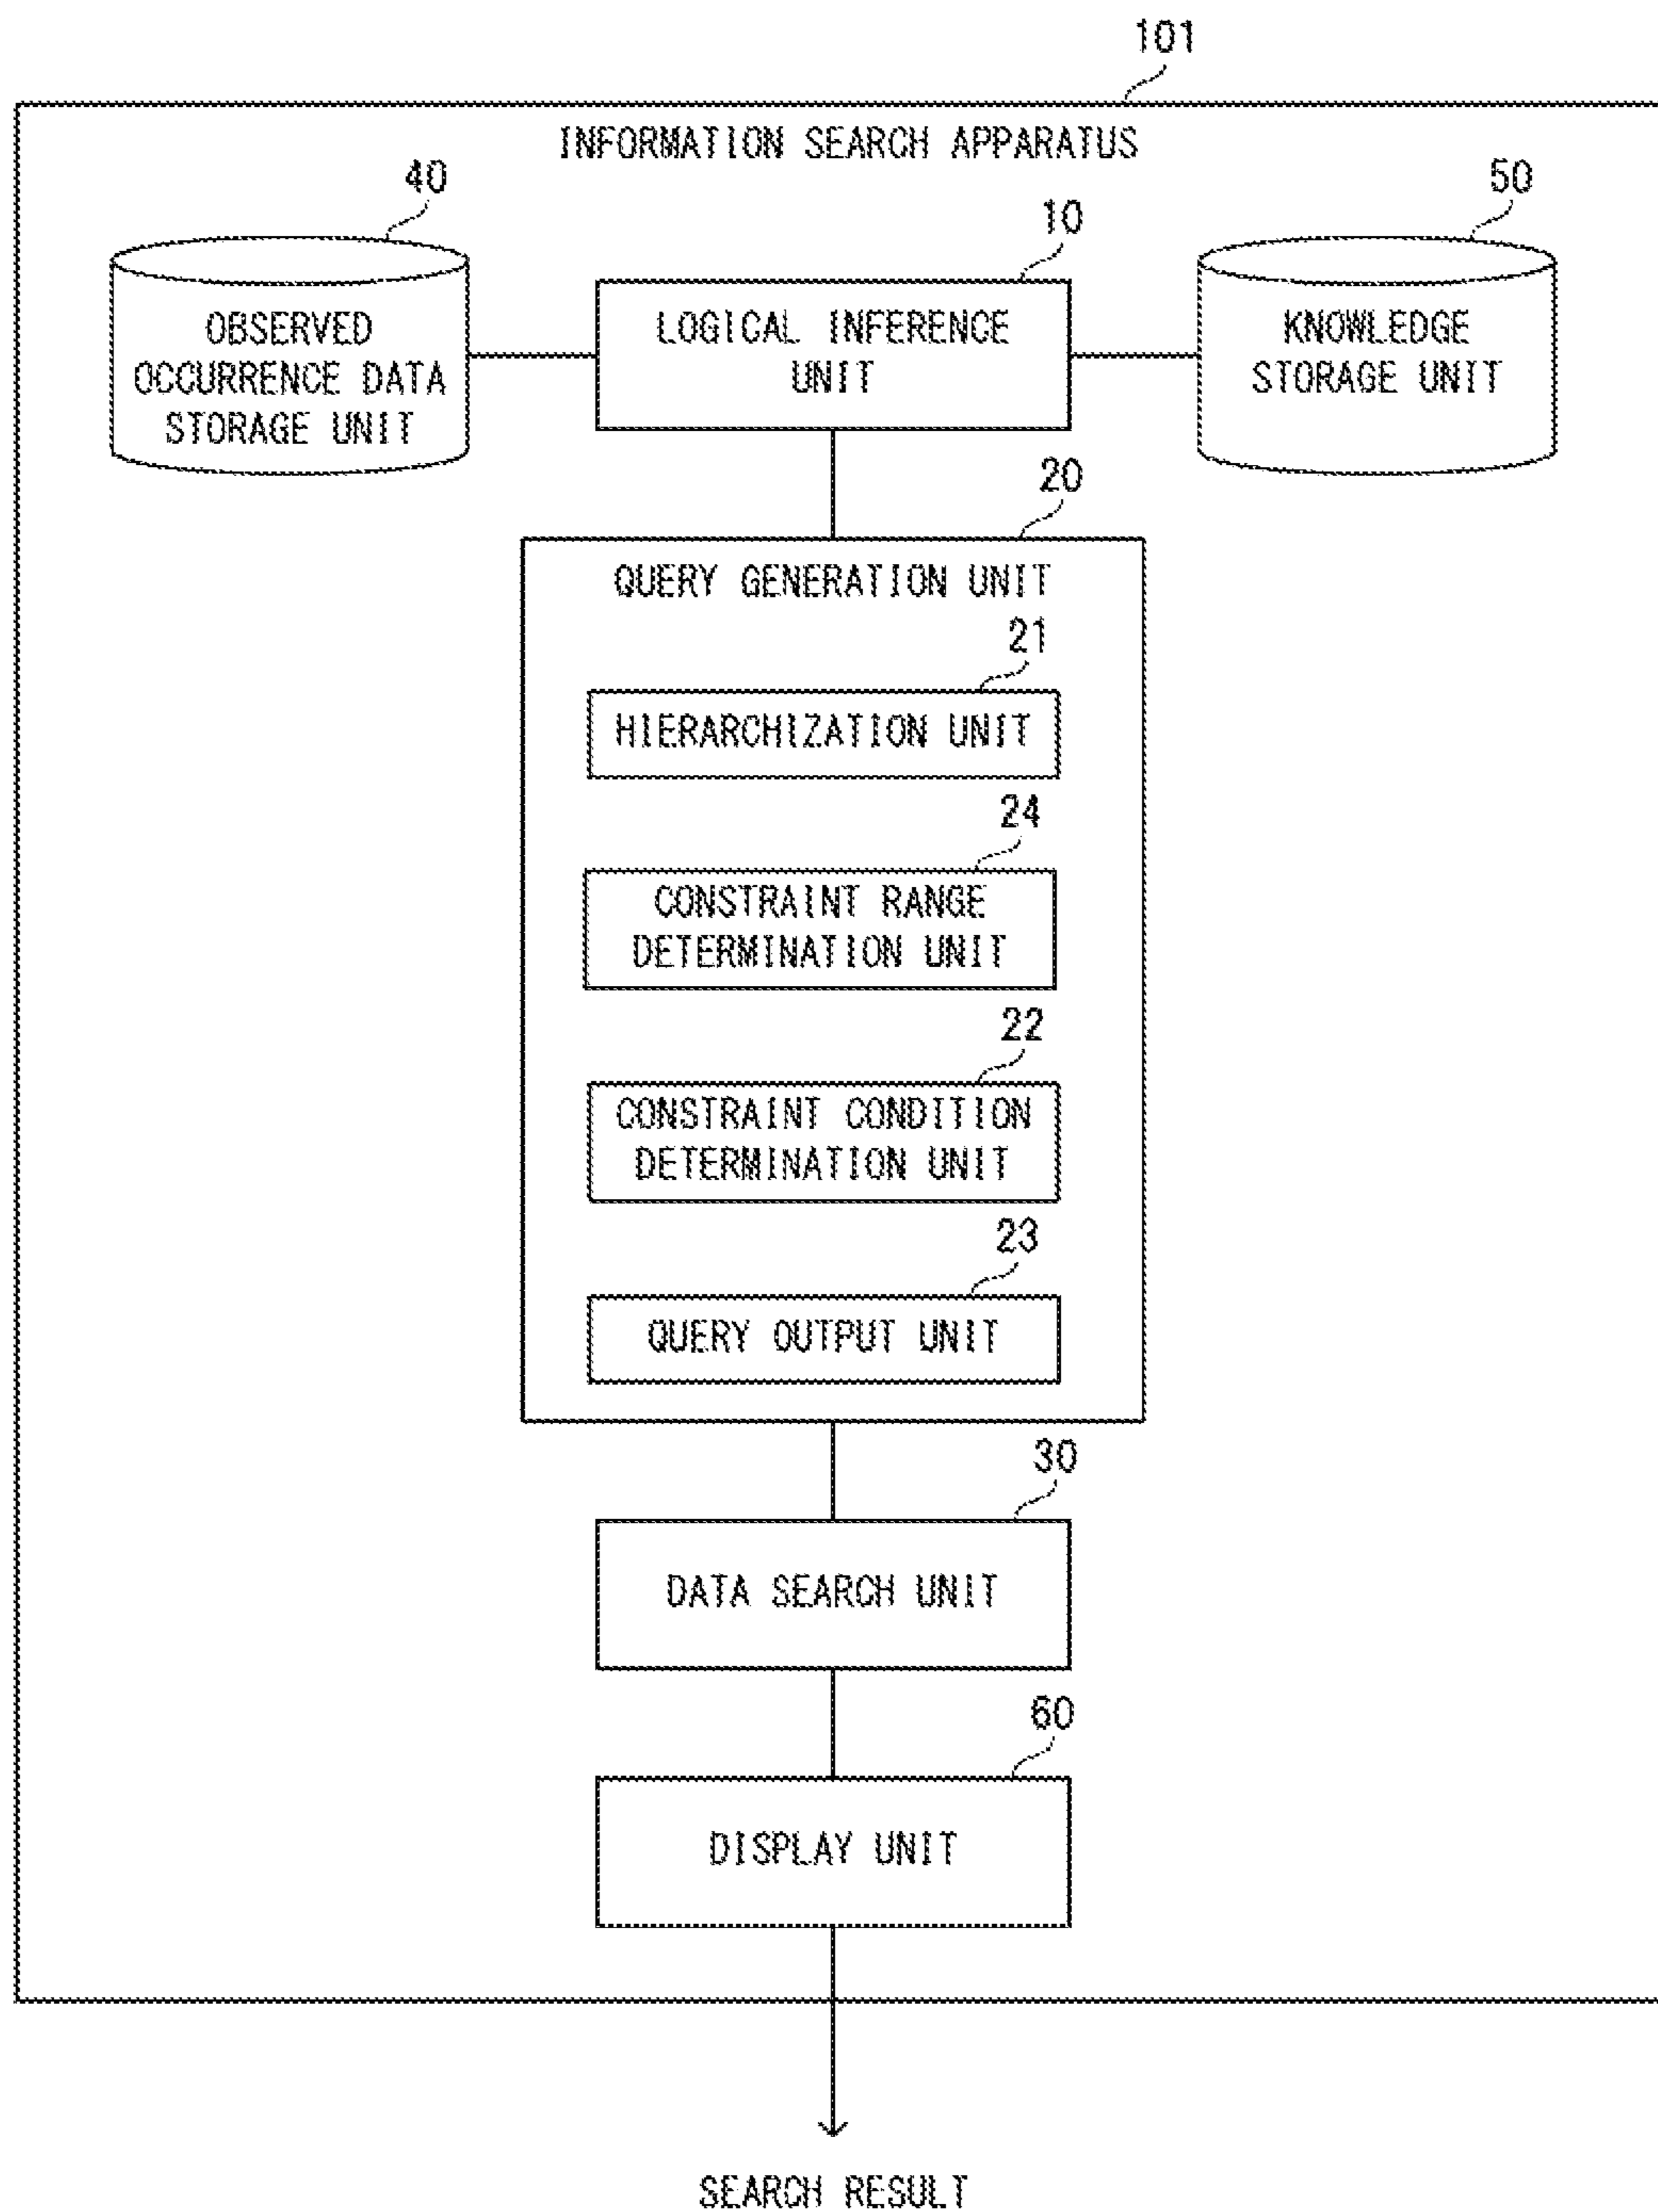 101
INFORMATION SEARCH APPARATUS
40
10
50
OBSERVED
OCCURRENCE DATA
STORAGE UNIT
LOGICAL INFERENCE
UNIT
KNOWLEDGE
STORAGE UNIT
20
QUERY GENERATION UNIT
21
HIERARCHIZATION UNIT
24
CONSTRAINT RANGE
DETERMINATION UNIT
22
CONSTRAINT CONDITION
DETERMINATION UNIT
23
QUERY OUTPUT UNIT
30
DATA SEARCH UNIT
60
DISPLAY UNIT
SEARCH RESULT